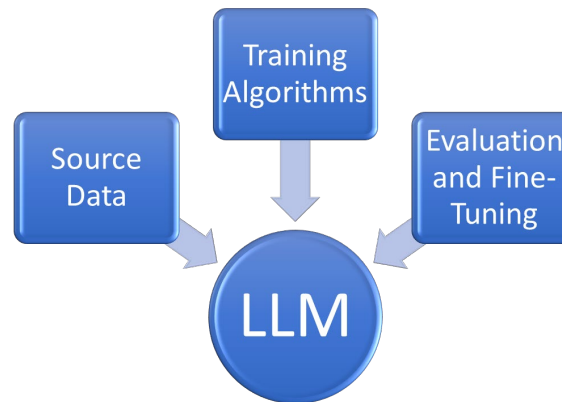 Training
Algorithms
Source
Data
Evaluation
and Fine-
Tuning
LLM